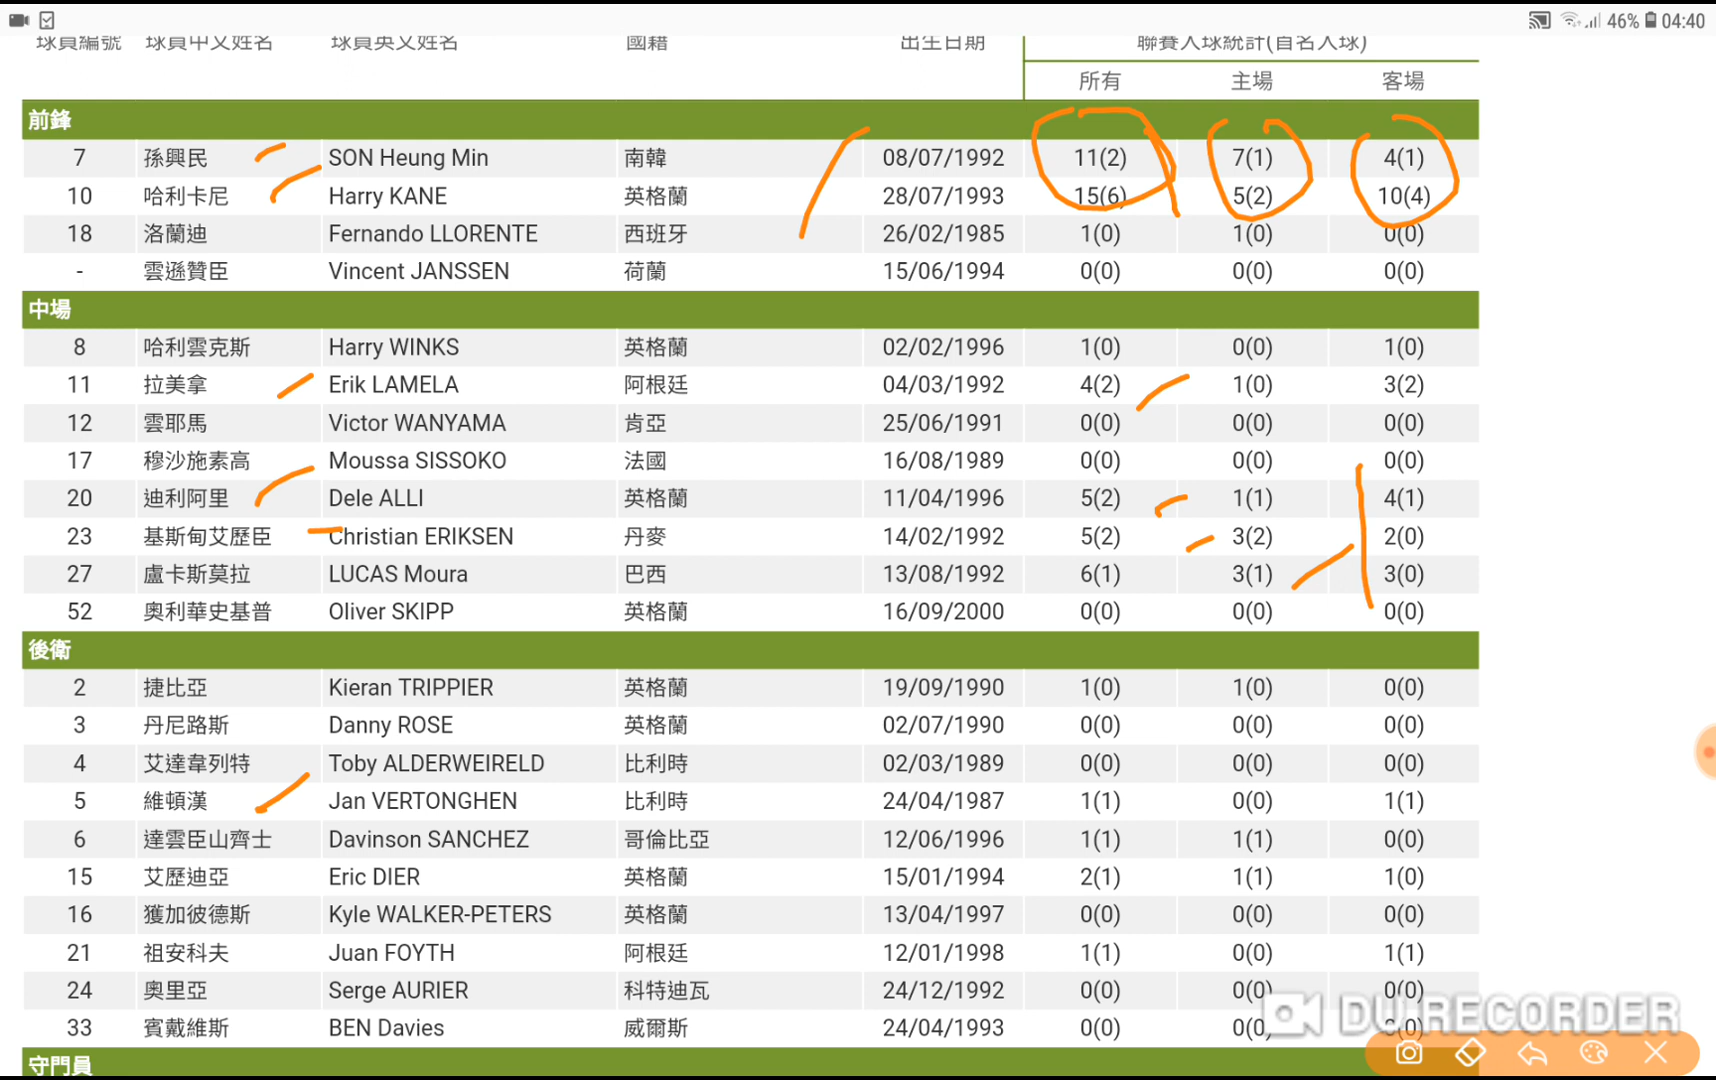 46% 04:40
球員編號 球員中文姓名 球員英文姓名 國籍 出生日期 聯賽入球統計(首名入球)
所有 主場 客場
前鋒
7 孫興民 SON Heung Min 南韓 08/07/1992 11(2) 7(1) 4(1)
10 哈利卡尼 Harry KANE 英格蘭 28/07/1993 15(6) 5(2) 10(4)
18 洛蘭迪 Fernando LLORENTE 西班牙 26/02/1985 1(0) 1(0) 0(0)
- 雲遜贊臣 Vincent JANSSEN 荷蘭 15/06/1994 0(0) 0(0) 0(0)
中場
8 哈利雲克斯 Harry WINKS 英格蘭 02/02/1996 1(0) 0(0) 1(0)
11 拉美拿 Erik LAMELA 阿根廷 04/03/1992 4(2) 1(0) 3(2)
12 雲耶馬 Victor WANYAMA 肯亞 25/06/1991 0(0) 0(0) 0(0)
17 穆沙施素高 Moussa SISSOKO 法國 16/08/1989 0(0) 0(0) 0(0)
20 迪利阿里 Dele ALLI 英格蘭 11/04/1996 5(2) 1(1) 4(1)
23 基斯甸艾歷臣 Christian ERIKSEN 丹麥 14/02/1992 5(2) 3(2) 2(0)
27 盧卡斯莫拉 LUCAS Moura 巴西 13/08/1992 6(1) 3(1) 3(0)
52 奧利華史基普 Oliver SKIPP 英格蘭 16/09/2000 0(0) 0(0) 0(0)
後衛
2 捷比亞 Kieran TRIPPIER 英格蘭 19/09/1990 1(0) 1(0) 0(0)
3 丹尼路斯 Danny ROSE 英格蘭 02/07/1990 0(0) 0(0) 0(0)
4 艾達韋列特 Toby ALDERWEIRELD 比利時 02/03/1989 0(0) 0(0) 0(0)
5 維頓漢 Jan VERTONGHEN 比利時 24/04/1987 1(1) 0(0) 1(1)
6 達雲臣山齊士 Davinson SANCHEZ 哥倫比亞 12/06/1996 1(1) 1(1) 0(0)
15 艾歷迪亞 Eric DIER 英格蘭 15/01/1994 2(1) 1(1) 1(0)
16 獲加彼德斯 Kyle WALKER-PETERS 英格蘭 13/04/1997 0(0) 0(0) 0(0)
21 祖安科夫 Juan FOYTH 阿根廷 12/01/1998 1(1) 0(0) 1(1)
24 奧里亞 Serge AURIER 科特迪瓦 24/12/1992 0(0) 0(0) 0(0)
33 賓戴維斯 BEN Davies 威爾斯 24/04/1993 0(0) 0(0) 0(0)
DU RECORDER
守門員